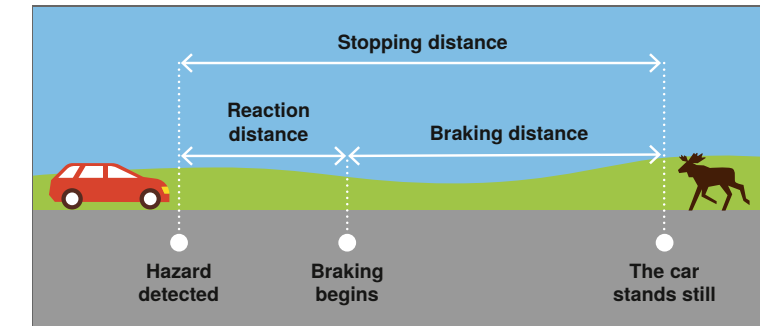 Stopping distance
Reaction
distance
Braking distance
Hazard
detected
Braking
begins
The car
stands still